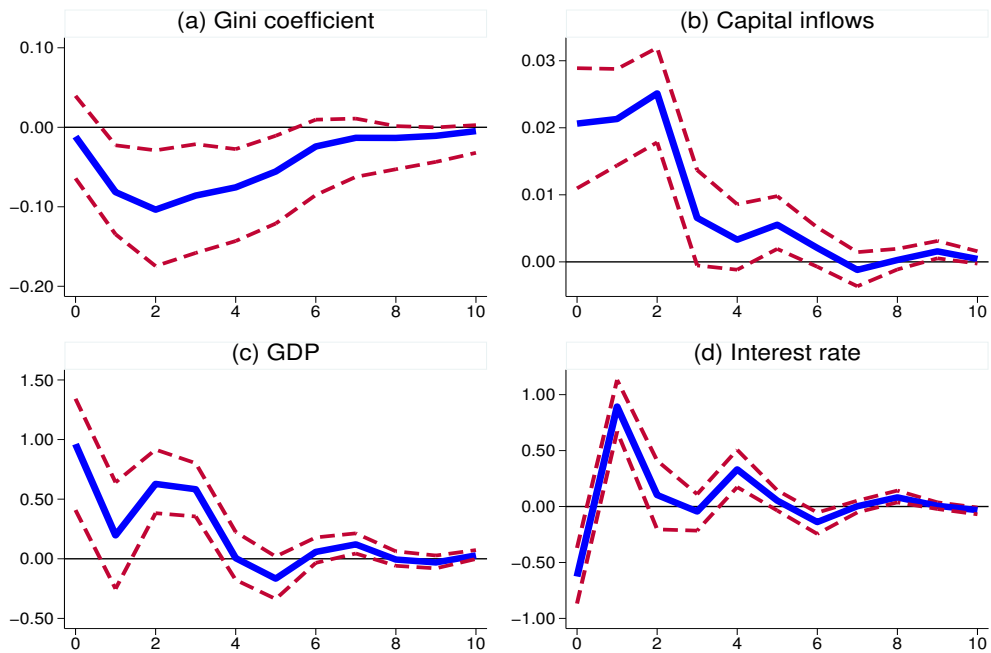 (a) Gini coefficient
0.10
0.00
−0.10
−0.20
0 2 4 6 8 10
(b) Capital inflows
0.03
0.02
0.01
0.00
0 2 4 6 8 10
(c) GDP
1.50
1.00
0.50
0.00
−0.50
0 2 4 6 8 10
(d) Interest rate
1.00
0.50
0.00
−0.50
−1.00
0 2 4 6 8 10